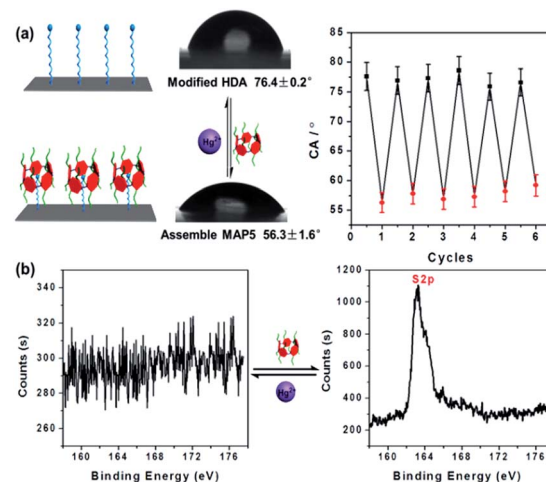 (a)
Modified HDA 76.4±0.2°
Hg²⁺
Assemble MAP5 56.3±1.6°
CA / °
85
80
75
70
65
60
55
0 1 2 3 4 5 6
Cycles
(b)
Counts (s)
340
320
300
280
260
160 164 168 172 176
Binding Energy (eV)
Hg²⁺
S2p
Counts (s)
1200
1000
800
600
400
200
160 164 168 172 176
Binding Energy (eV)